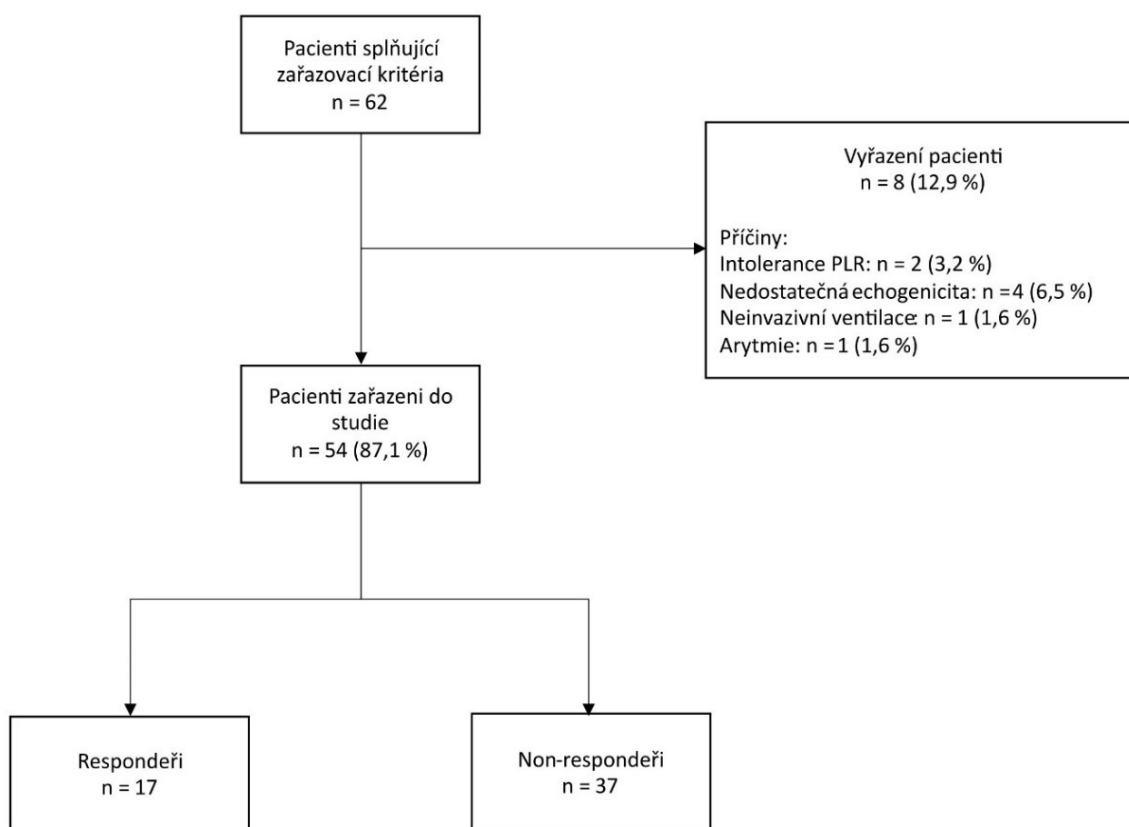 Pacienti splňující
zařazovací kritéria
n = 62
Vyřazení pacienti
n = 8 (12,9 %)
Příčiny:
Intolerance PLR: n = 2 (3,2 %)
Nedostatečná echogenicita: n = 4 (6,5 %)
Neinvazivní ventilace: n = 1 (1,6 %)
Arytmie: n = 1 (1,6 %)
Pacienti zařazeni do
studie
n = 54 (87,1 %)
Respondeři
n = 17
Non-respondeři
n = 37